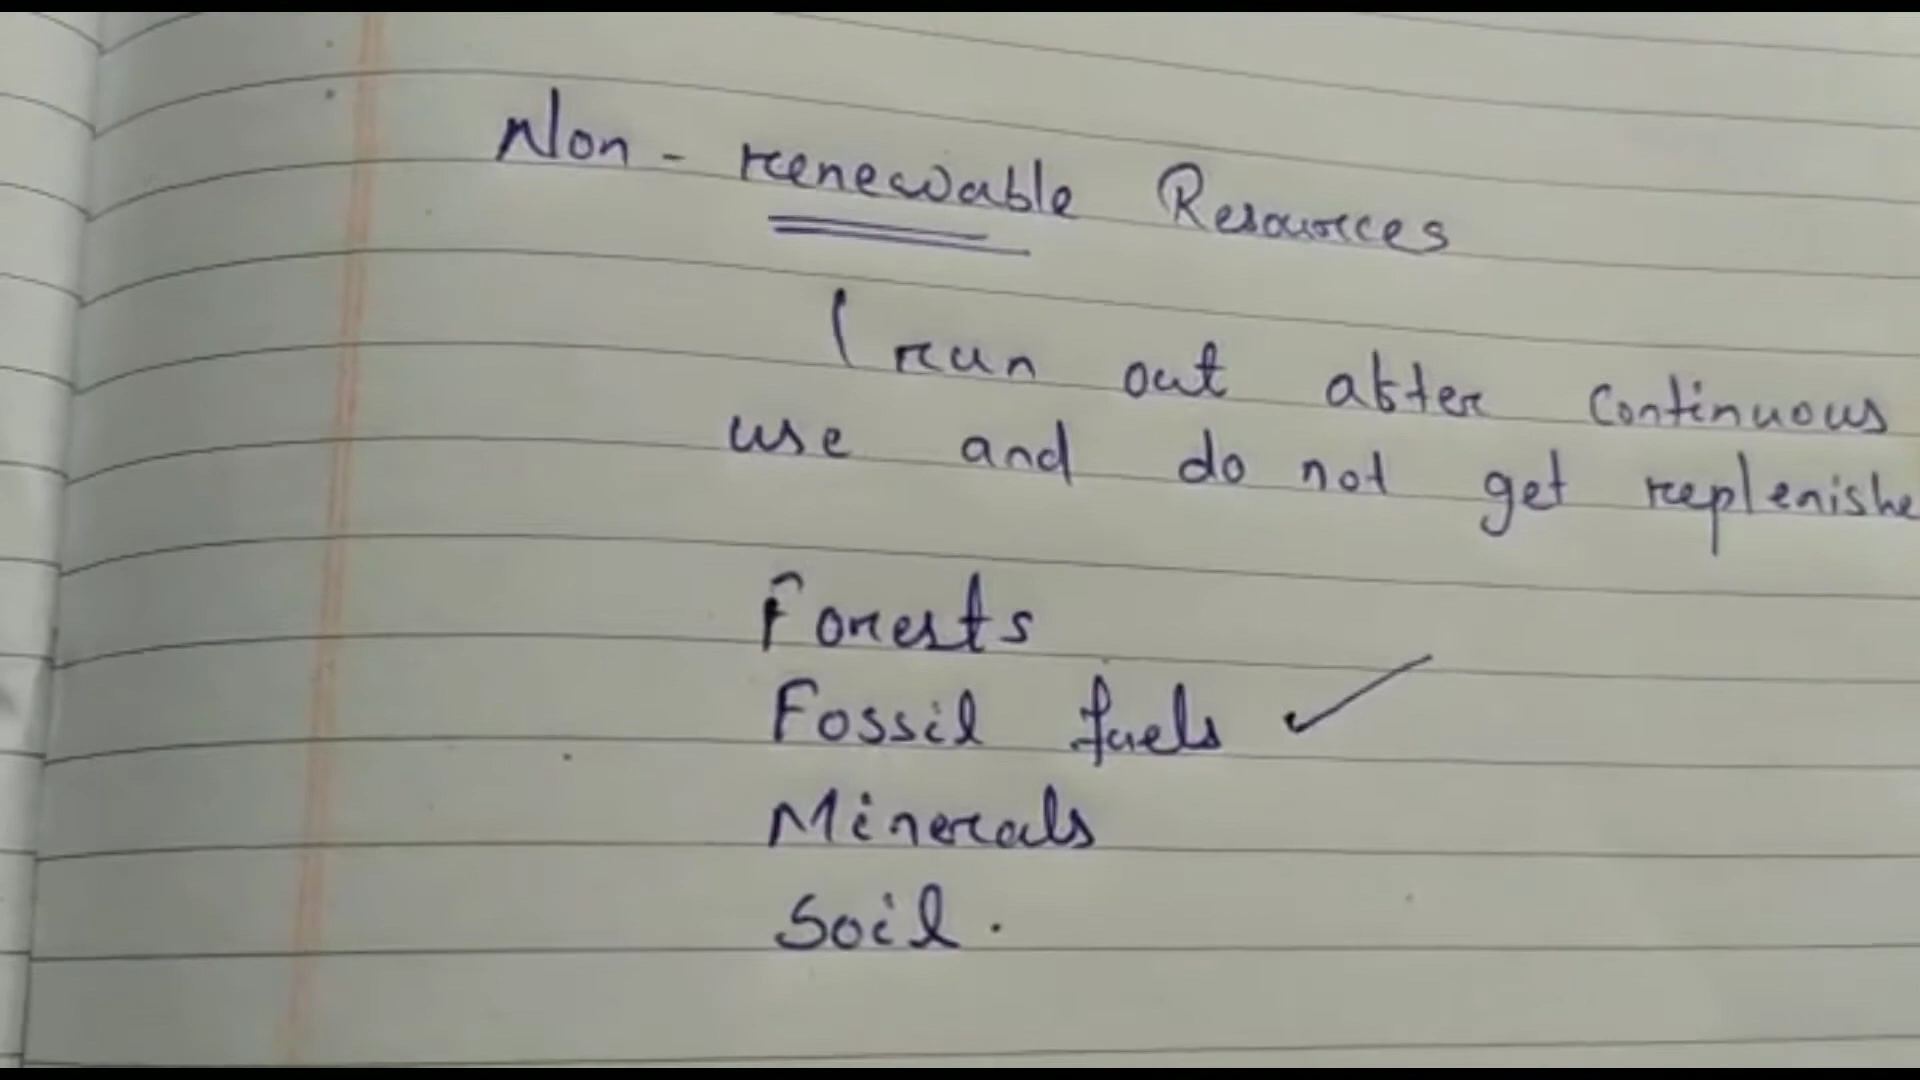 Non - renewable Resources
run out after continuous
use and do not get replenishe
Forests
Fossil fuels ✓
Minerals
Soil.